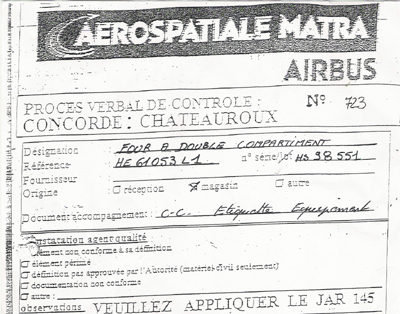 AEROSPATIALE MATRA
AIRBUS
PROCES VERBAL DE CONTROLE : Nº 723
CONCORDE : CHATEAUROUX
Désignation : FOUR A DOUBLE COMPARTIMENT
Référence HE 61053 L1 n° série/ HS 98 551
Fournisseur
Origine : réception magasin autre
Document accompagnement : C-C. Etiquette Equipement
Constatation agent qualité
élément non conforme à sa définition
élément périmé
définition pas approuvée par l'Autorité (matériel civil seulement)
documentation non conforme
autre :
observations VEUILLEZ APPLIQUER LE JAR 145